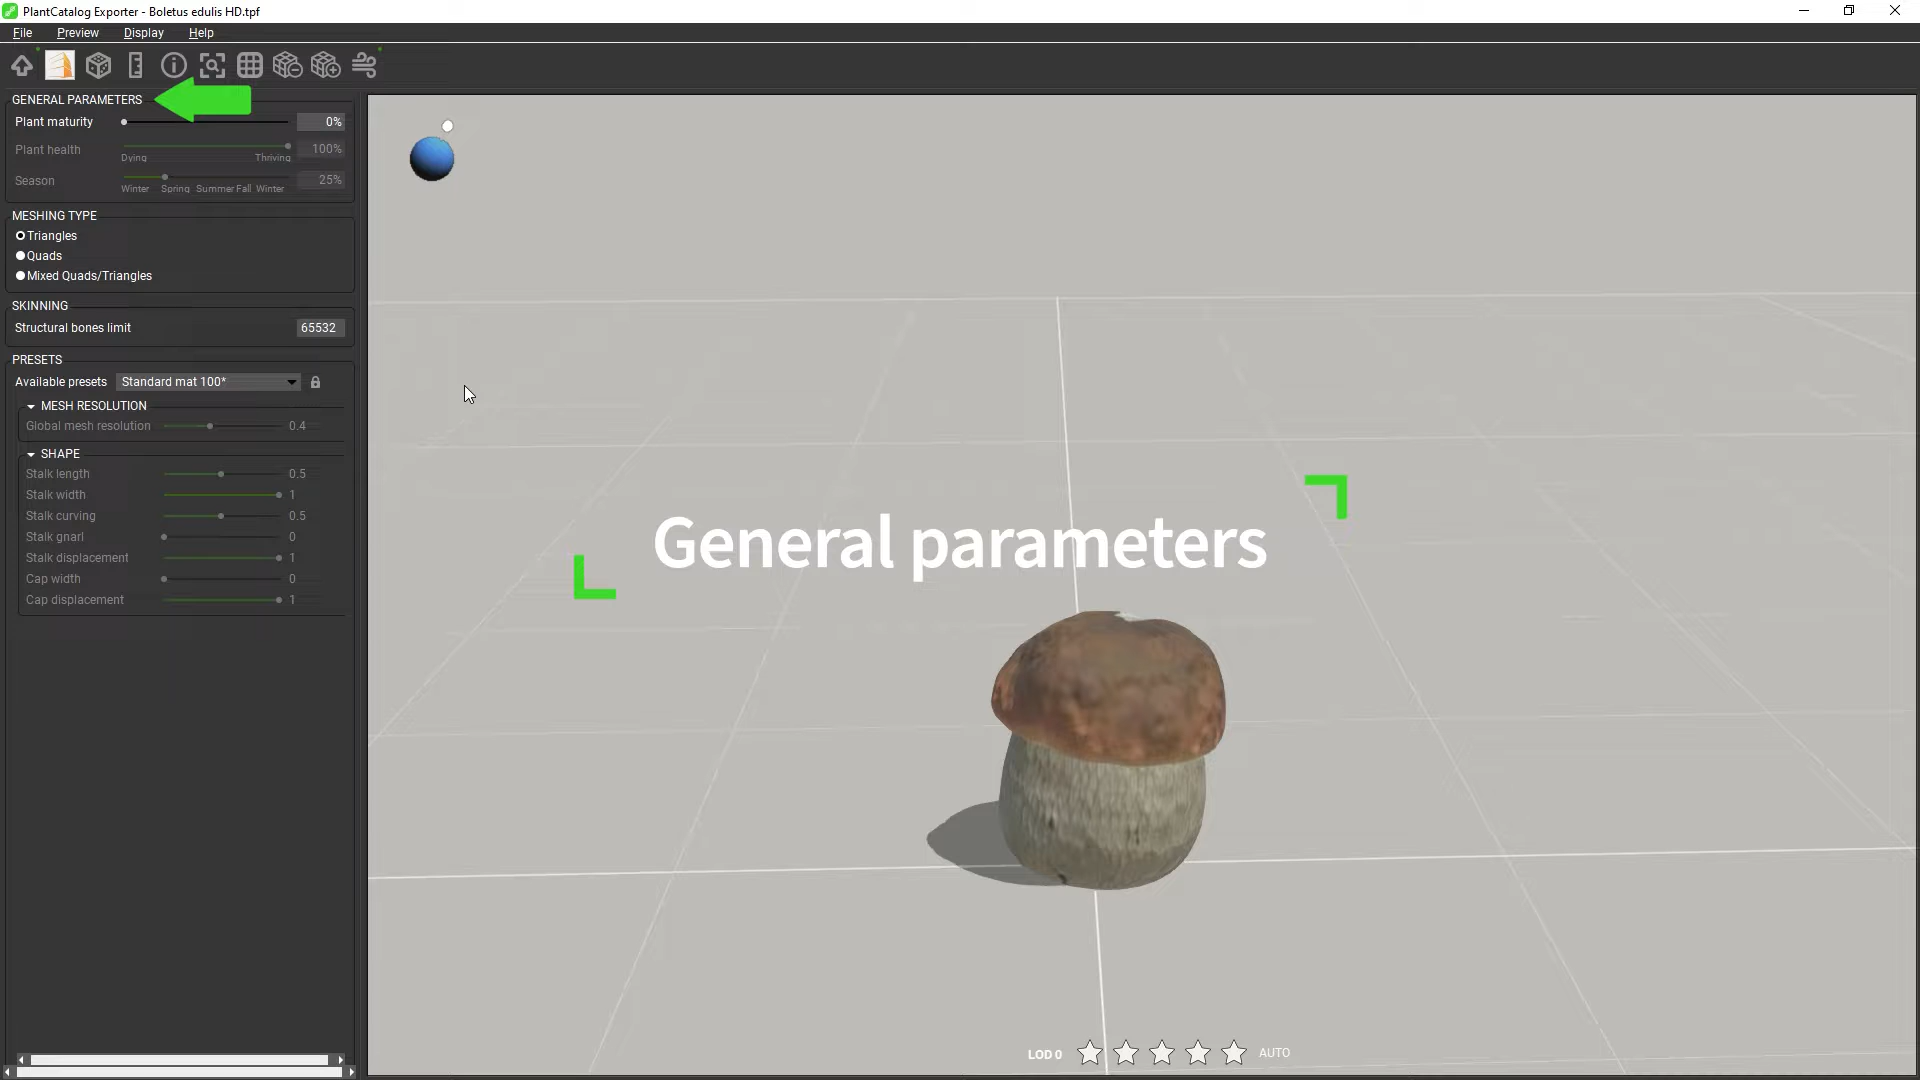 PlantCatalog Exporter - Boletus edulis HD.tpf
File Preview Display Help
GENERAL PARAMETERS
Plant maturity 0%
Plant health 100%
Dying Thriving
Season 25%
Winter Spring Summer Fall Winter
MESHING TYPE
Triangles
Quads
Mixed Quads/Triangles
SKINNING
Structural bones limit 65532
PRESETS
Available presets Standard mat 100*
MESH RESOLUTION
Global mesh resolution 0.4
SHAPE
Stalk length 0.5
Stalk width 1
Stalk curving 0.5
Stalk gnarl 0
Stalk displacement 1
Cap width 0
Cap displacement 1
General parameters
LOD 0 AUTO